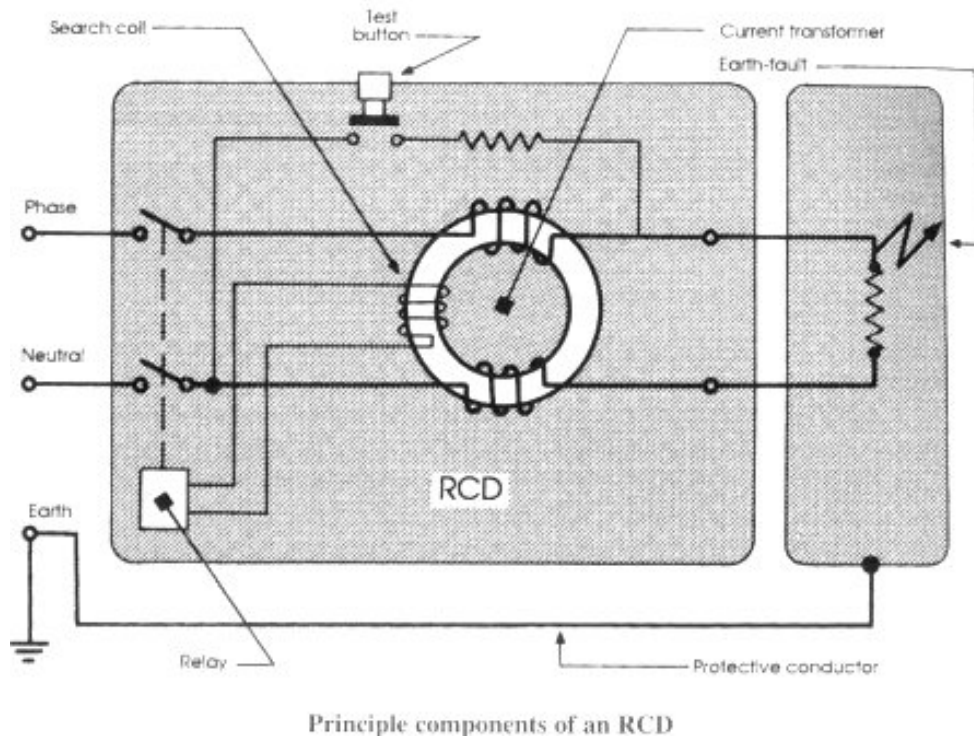 Test
button
Search coil
Current transformer
Earth-fault
Phase
Neutral
RCD
Earth
Relay
Protective conductor
Principle components of an RCD